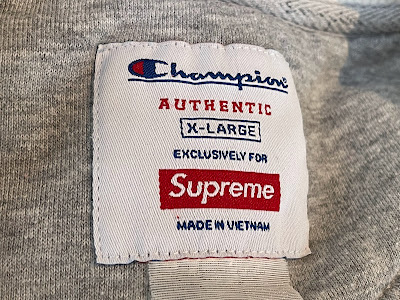 Champion
AUTHENTIC
X-LARGE
EXCLUSIVELY FOR
Supreme
MADE IN VIETNAM